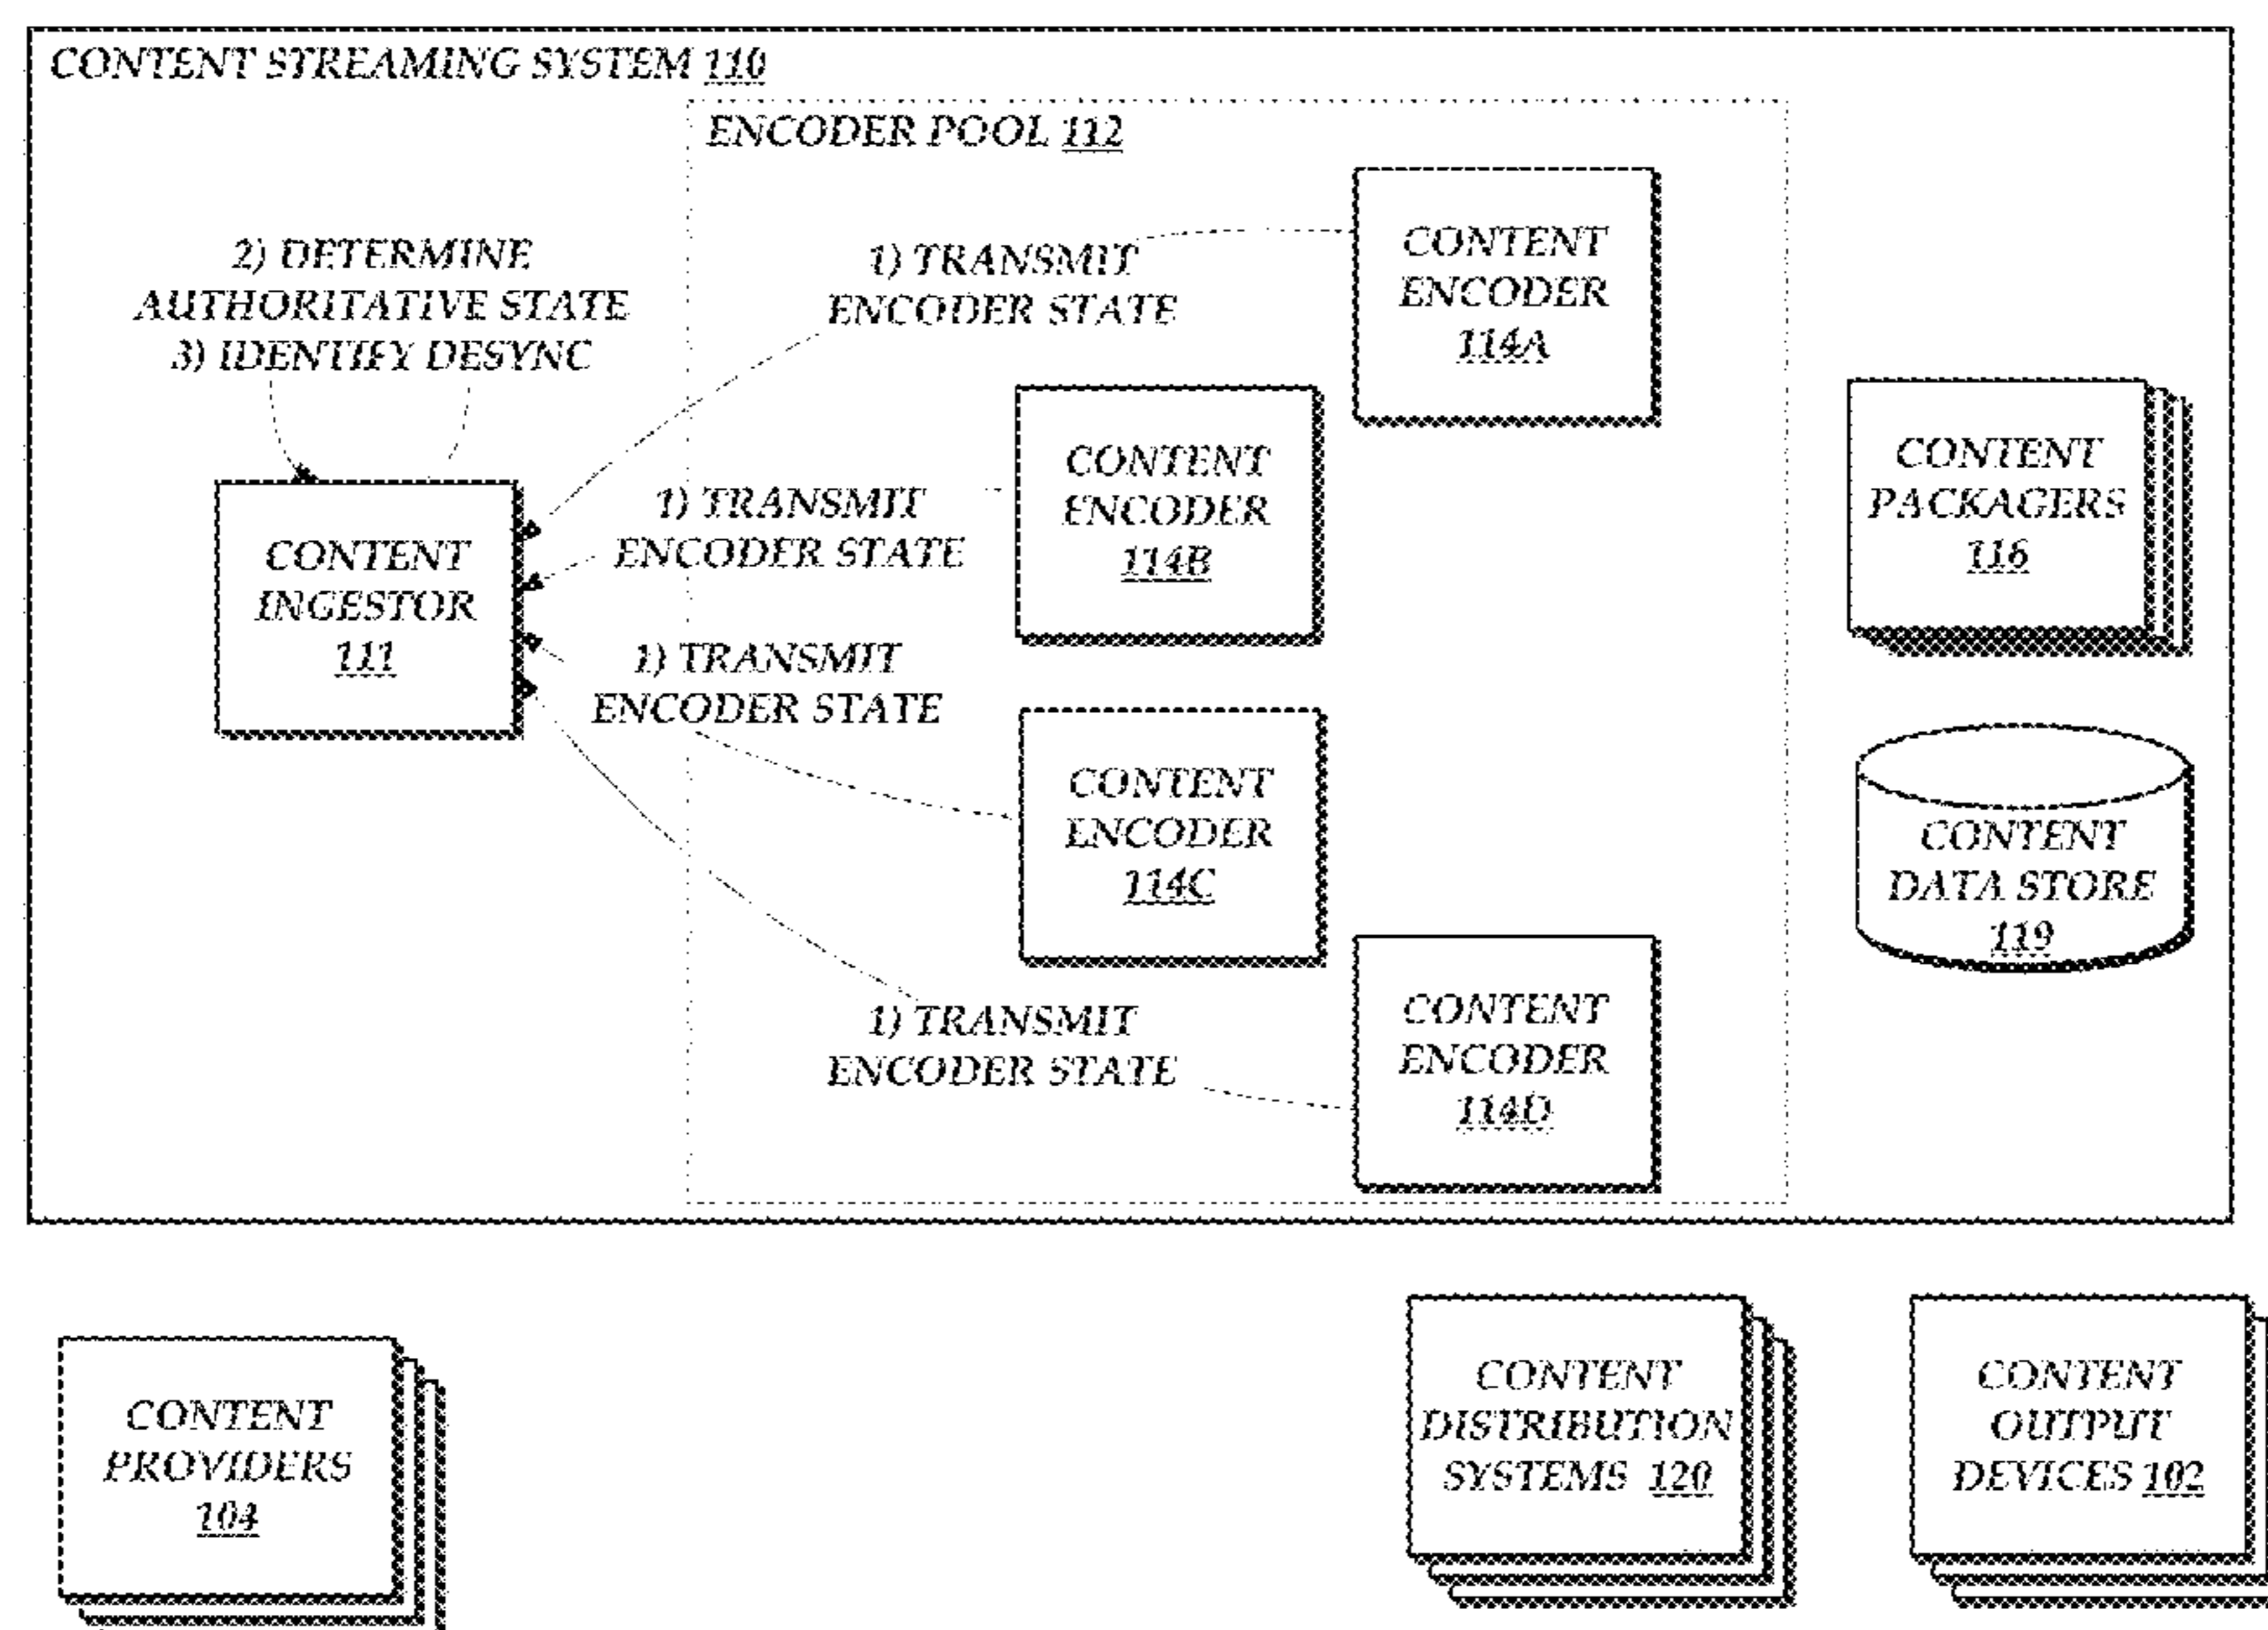 CONTENT STREAMING SYSTEM 110
ENCODER POOL 112
2) DETERMINE
AUTHORITATIVE STATE
3) IDENTIFY DESYNC
1) TRANSMIT
ENCODER STATE
CONTENT
ENCODER
114A
CONTENT
INGESTOR
111
1) TRANSMIT
ENCODER STATE
CONTENT
ENCODER
114B
CONTENT
PACKAGERS
116
1) TRANSMIT
ENCODER STATE
CONTENT
ENCODER
114C
CONTENT
DATA STORE
119
1) TRANSMIT
ENCODER STATE
CONTENT
ENCODER
114D
CONTENT
PROVIDERS
104
CONTENT
DISTRIBUTION
SYSTEMS 120
CONTENT
OUTPUT
DEVICES 102